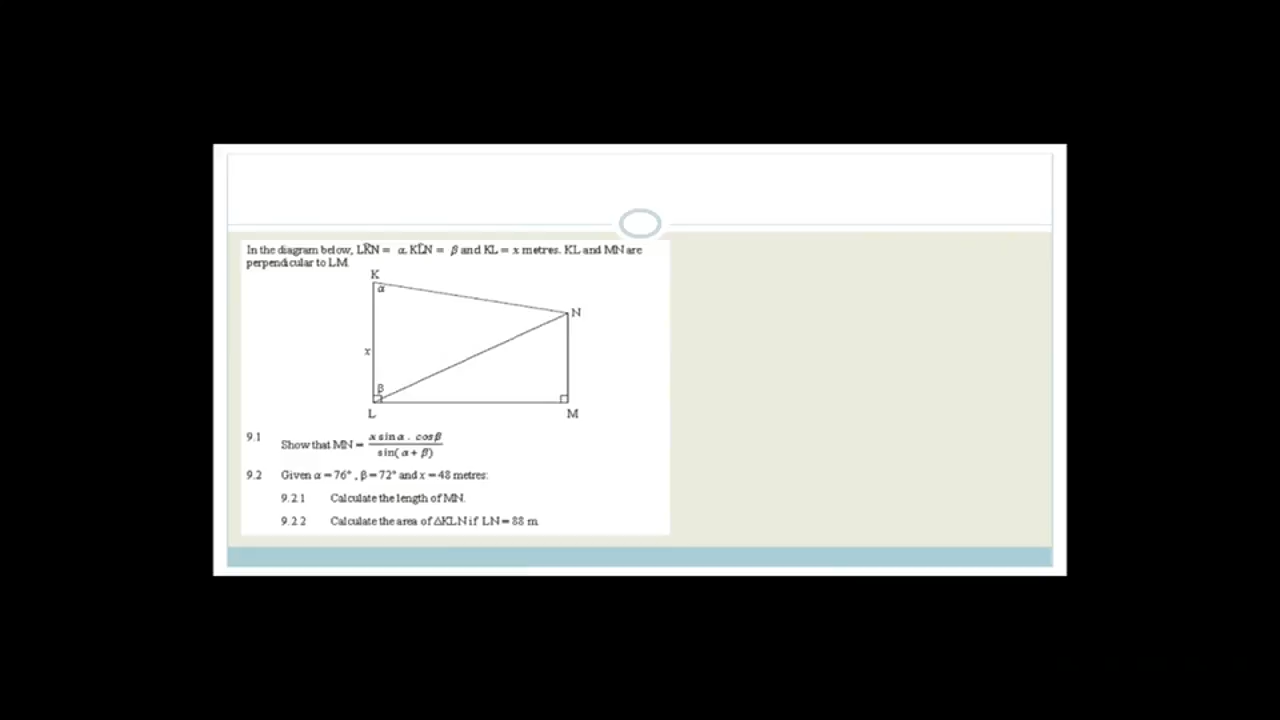 In the diagram below, LK̂N = α, KL̂N = β and KL = x metres. KL and MN are
perpendicular to LM.
K
α
N
x
β
L
M
9.1 Show that MN = x sin α . cosβ / sin( α + β)
9.2 Given α = 76° , β = 72° and x = 48 metres:
9.2.1 Calculate the length of MN.
9.2.2 Calculate the area of ΔKLN if LN = 88 m